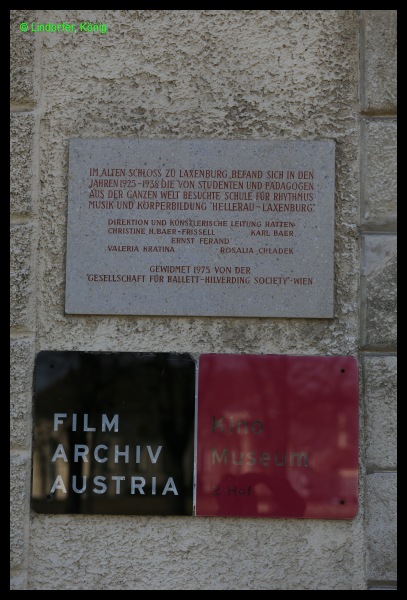 © Lindorfer, König
IM ALTEN SCHLOSS ZU LAXENBURG BEFAND SICH IN DEN
JAHREN 1925-1938 DIE VON STUDENTEN UND PÄDAGOGEN
AUS DER GANZEN WELT BESUCHTE SCHULE FÜR RHYTHMUS
MUSIK UND KÖRPERBILDUNG "HELLERAU-LAXENBURG"
DIREKTION UND KÜNSTLERISCHE LEITUNG HATTEN
CHRISTINE H.BAER-FRISSELL KARL BAER
ERNST FERAND
VALERIA KRATINA ROSALIA CHLADEK
GEWIDMET 1975 VON DER
"GESELLSCHAFT FÜR BALLETT-HILVERDING SOCIETY"-WIEN
FILM
ARCHIV
AUSTRIA
Kino
Museum
2. Hof